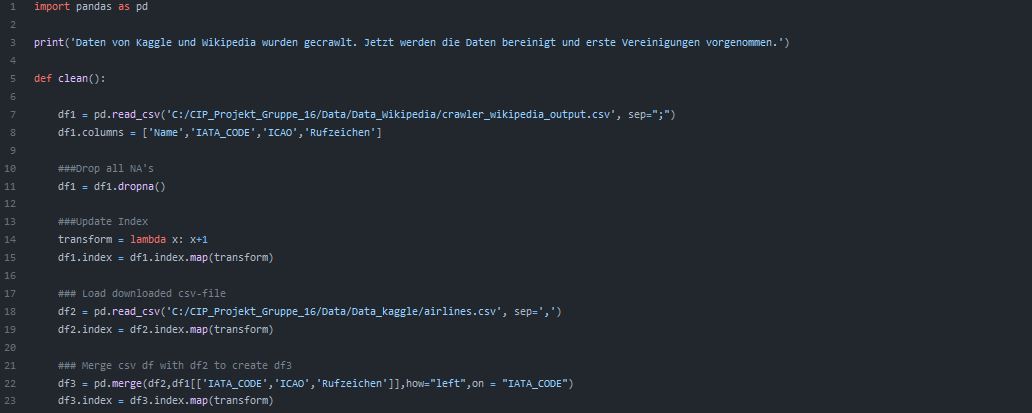 1 import pandas as pd
2
3 print('Daten von Kaggle und Wikipedia wurden gecrawlt. Jetzt werden die Daten bereinigt und erste Vereinigungen vorgenommen.')
4
5 def clean():
6
7 df1 = pd.read_csv('C:/CIP_Projekt_Gruppe_16/Data/Data_Wikipedia/crawler_wikipedia_output.csv', sep=";")
8 df1.columns = ['Name','IATA_CODE','ICAO','Rufzeichen']
9
10 ###Drop all NA's
11 df1 = df1.dropna()
12
13 ###Update Index
14 transform = lambda x: x+1
15 df1.index = df1.index.map(transform)
16
17 ### Load downloaded csv-file
18 df2 = pd.read_csv('C:/CIP_Projekt_Gruppe_16/Data/Data_kaggle/airlines.csv', sep=',')
19 df2.index = df2.index.map(transform)
20
21 ### Merge csv df with df2 to create df3
22 df3 = pd.merge(df2,df1[['IATA_CODE','ICAO','Rufzeichen']],how="left",on = "IATA_CODE")
23 df3.index = df3.index.map(transform)